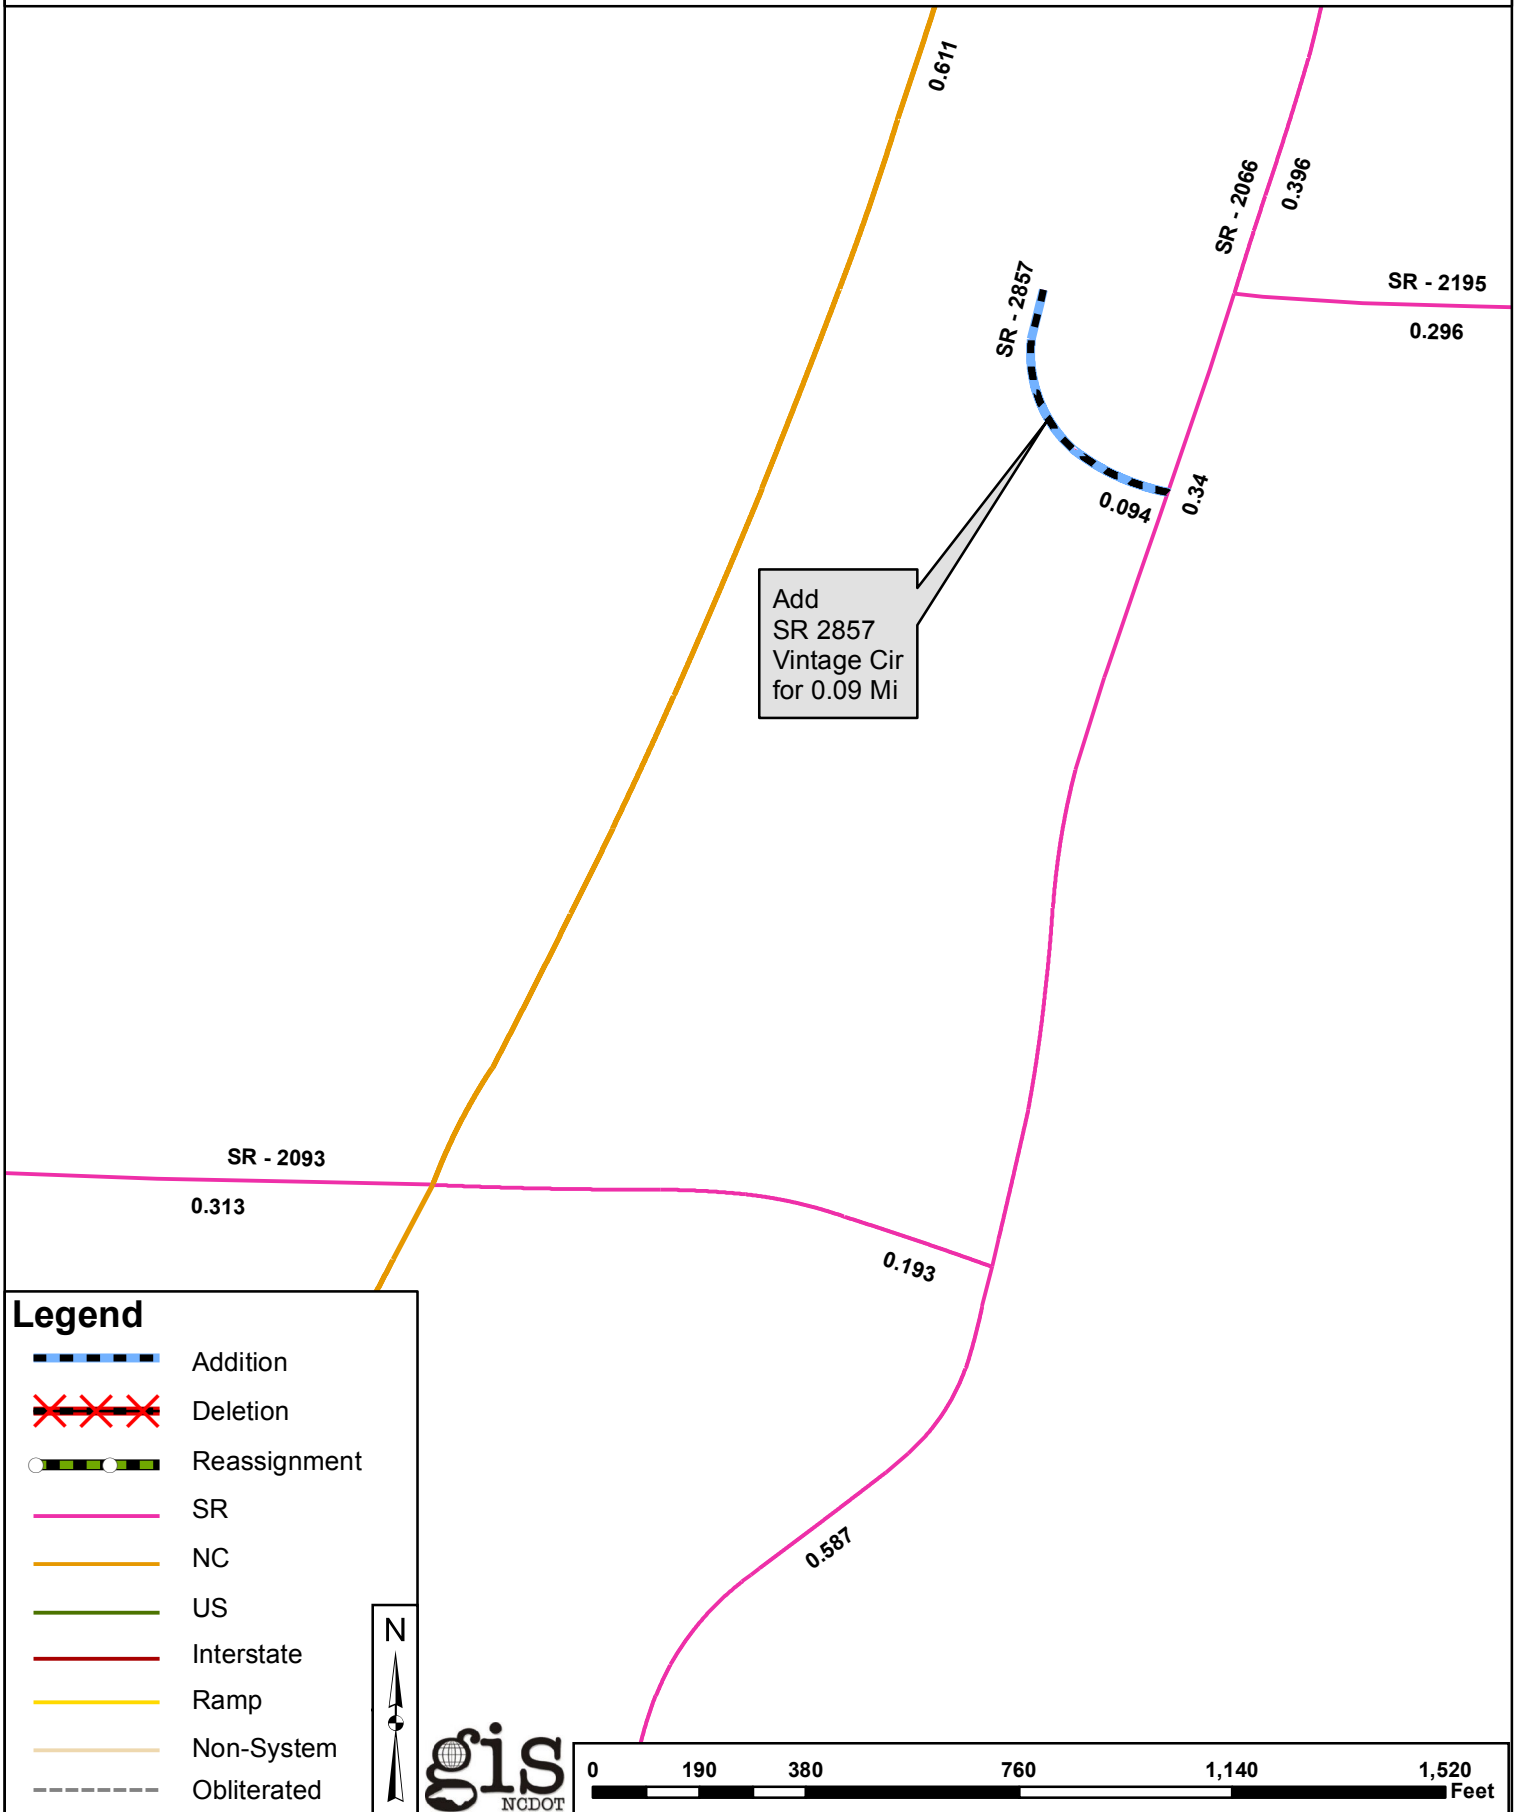 0.611
SR - 2066
0.396
SR - 2857
SR - 2195
0.296
0.34
0.094
Add
SR 2857
Vintage Cir
for 0.09 Mi
SR - 2093
0.313
0.193
0.587
Legend
Addition
Deletion
Reassignment
SR
NC
US
Interstate
Ramp
Non-System
Obliterated
N
gis
NCDOT
0 190 380 760 1,140 1,520
Feet